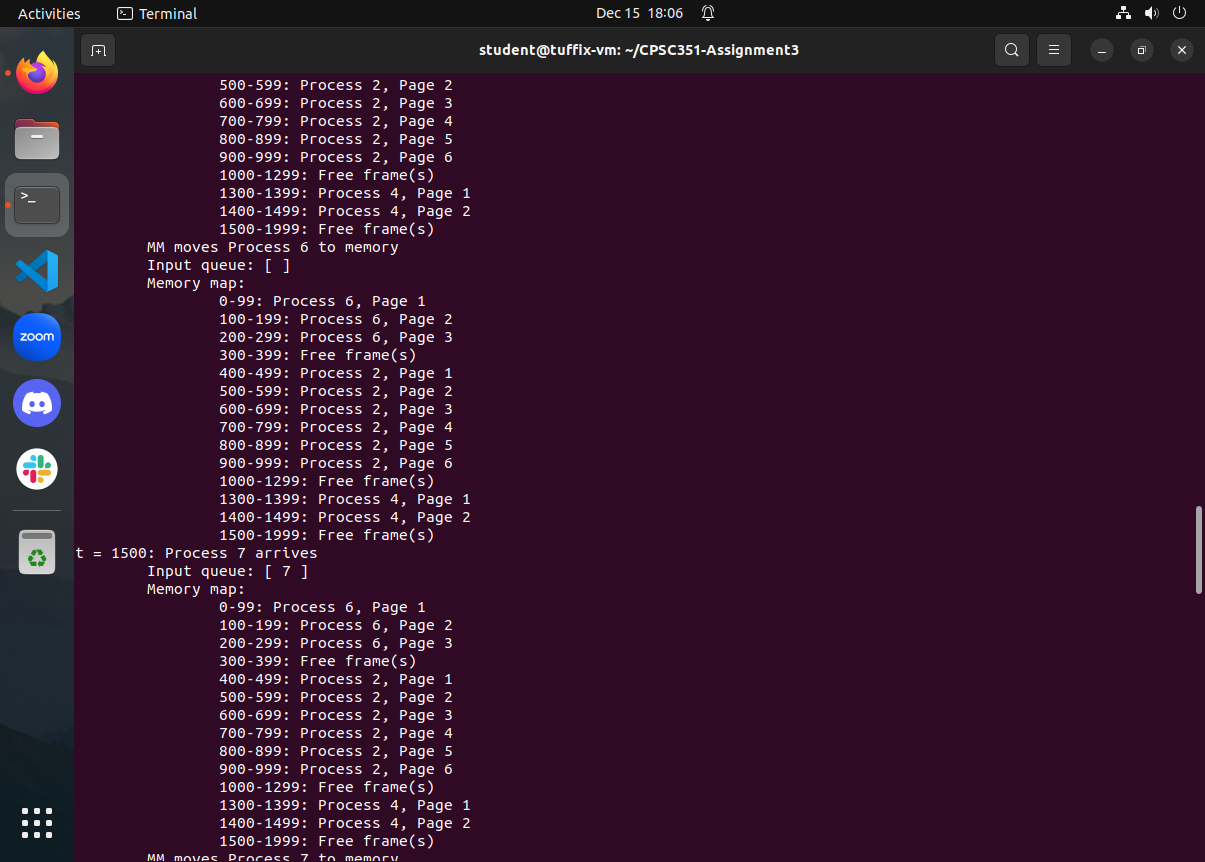 Activities
Terminal
Dec 15 18:06
student@tuffix-vm: ~/CPSC351-Assignment3
500-599: Process 2, Page 2
600-699: Process 2, Page 3
700-799: Process 2, Page 4
800-899: Process 2, Page 5
900-999: Process 2, Page 6
1000-1299: Free frame(s)
1300-1399: Process 4, Page 1
1400-1499: Process 4, Page 2
1500-1999: Free frame(s)
MM moves Process 6 to memory
Input queue: [ ]
Memory map:
0-99: Process 6, Page 1
100-199: Process 6, Page 2
200-299: Process 6, Page 3
300-399: Free frame(s)
400-499: Process 2, Page 1
500-599: Process 2, Page 2
600-699: Process 2, Page 3
700-799: Process 2, Page 4
800-899: Process 2, Page 5
900-999: Process 2, Page 6
1000-1299: Free frame(s)
1300-1399: Process 4, Page 1
1400-1499: Process 4, Page 2
1500-1999: Free frame(s)
t = 1500: Process 7 arrives
Input queue: [ 7 ]
Memory map:
0-99: Process 6, Page 1
100-199: Process 6, Page 2
200-299: Process 6, Page 3
300-399: Free frame(s)
400-499: Process 2, Page 1
500-599: Process 2, Page 2
600-699: Process 2, Page 3
700-799: Process 2, Page 4
800-899: Process 2, Page 5
900-999: Process 2, Page 6
1000-1299: Free frame(s)
1300-1399: Process 4, Page 1
1400-1499: Process 4, Page 2
1500-1999: Free frame(s)
MM moves Process 7 to memory
>_
zoom